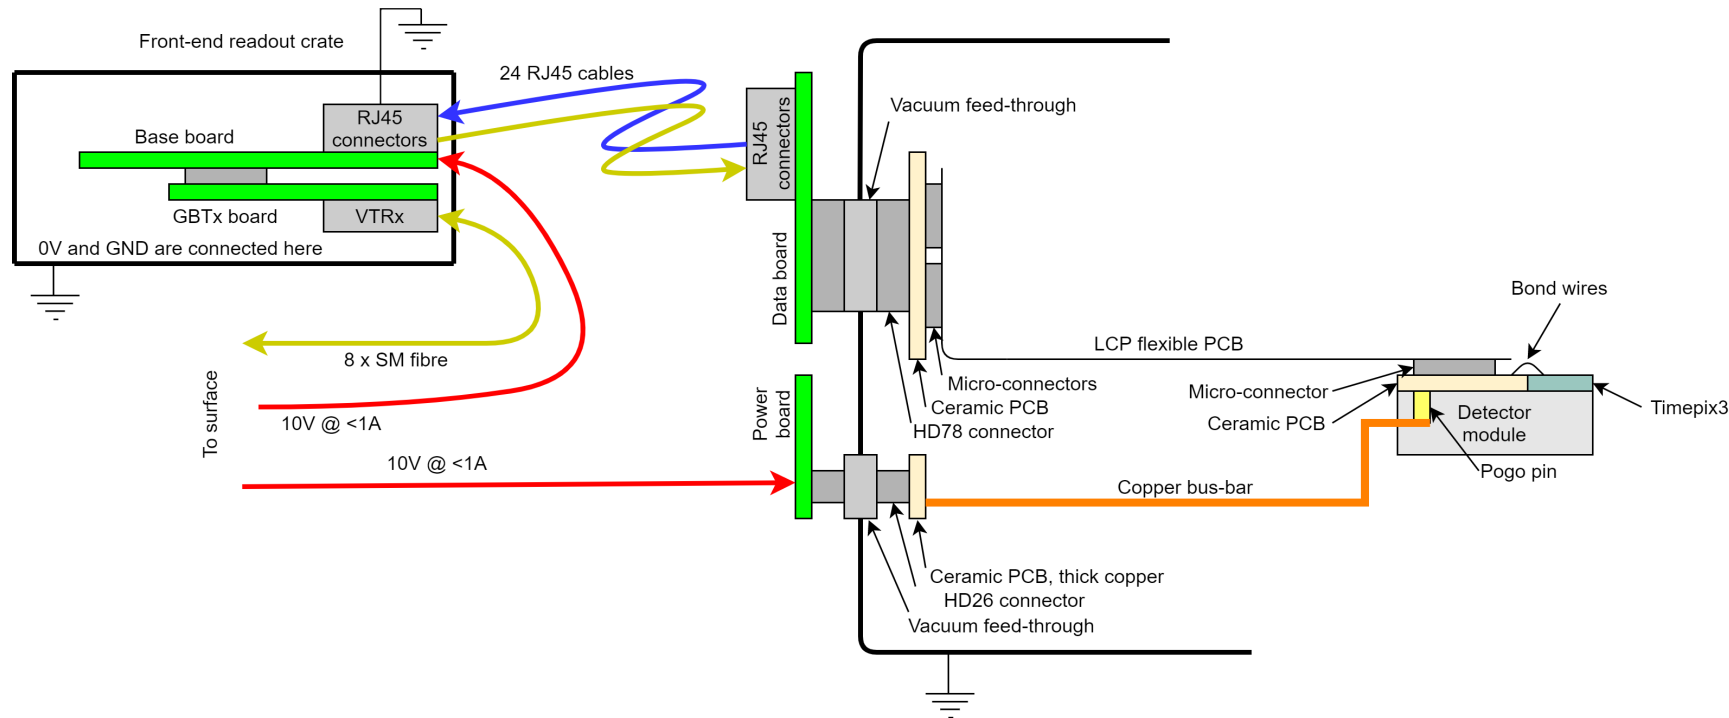 Front-end readout crate
24 RJ45 cables
RJ45
connectors
Base board
GBTx board
VTRx
0V and GND are connected here
8 x SM fibre
10V @ <1A
To surface
10V @ <1A
RJ45
connectors
Data board
Power
board
Vacuum feed-through
Micro-connectors
Ceramic PCB
HD78 connector
LCP flexible PCB
Bond wires
Micro-connector
Ceramic PCB
Detector
module
Timepix3
Pogo pin
Copper bus-bar
Ceramic PCB, thick copper
HD26 connector
Vacuum feed-through